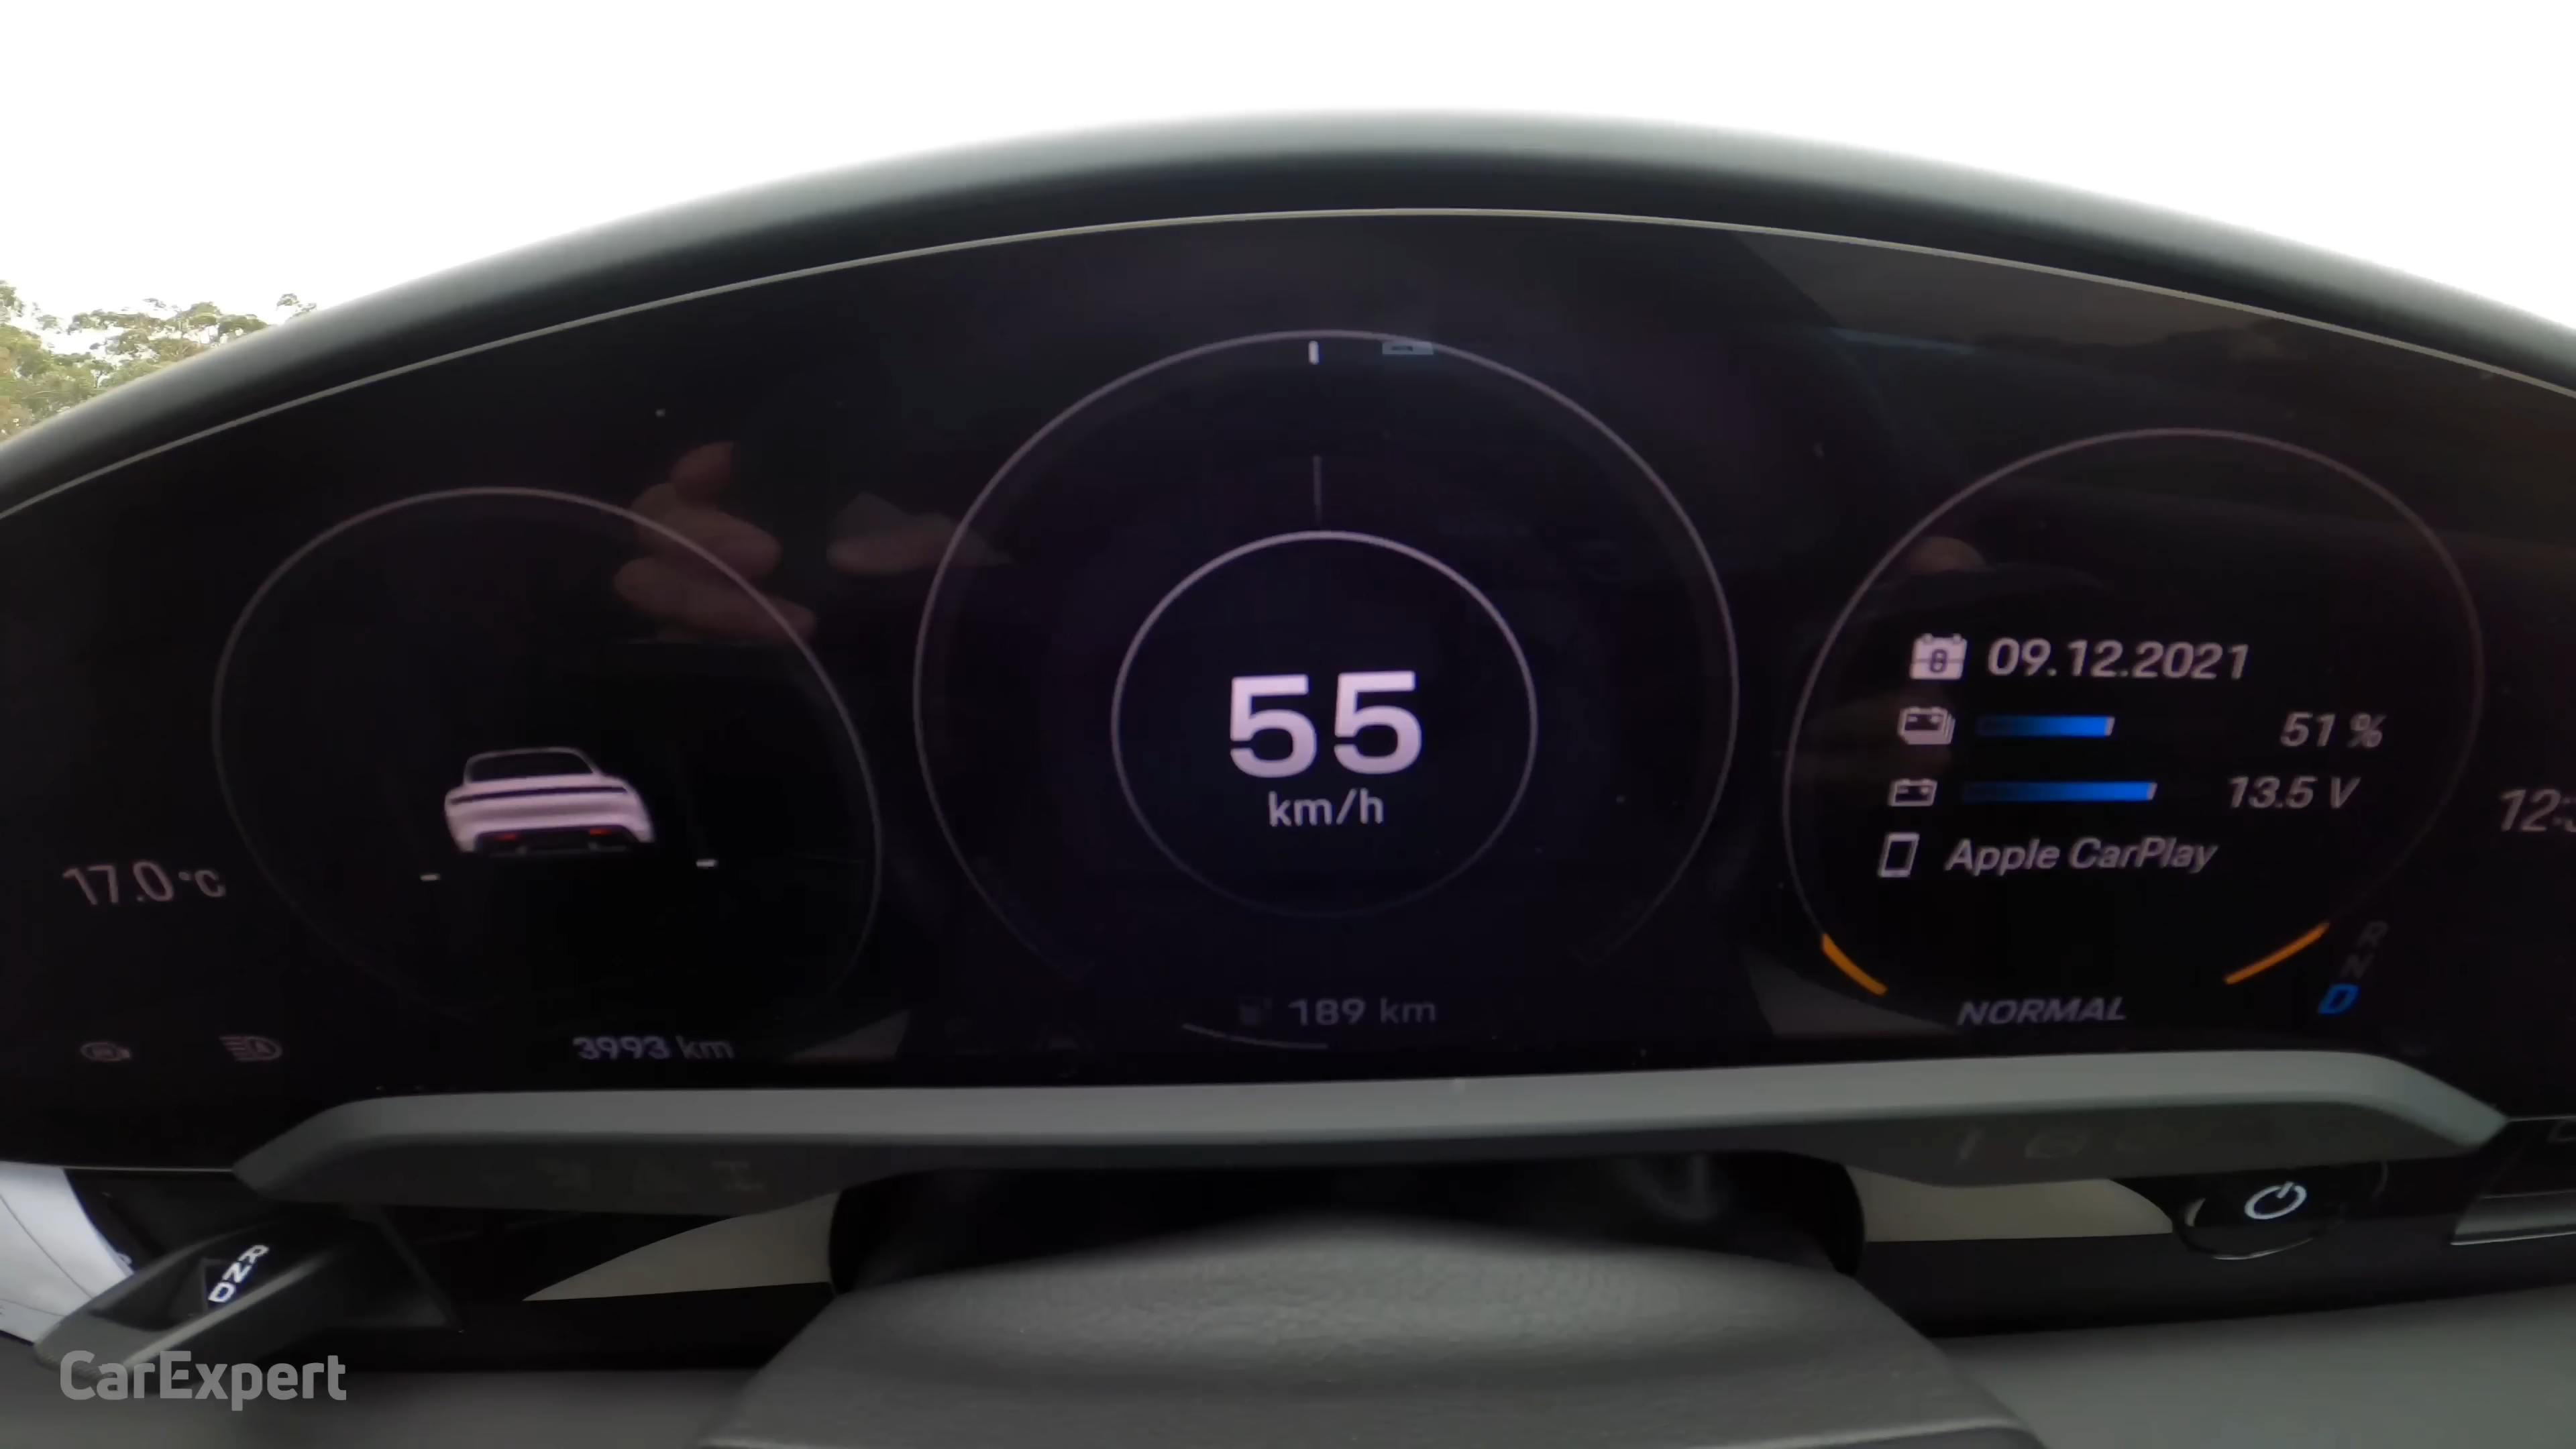 09.12.2021
51 %
55
13.5 V
km/h
Apple CarPlay
17.0 °C
R
N
D
189 km
NORMAL
3993 km
R
N
D
CarExpert